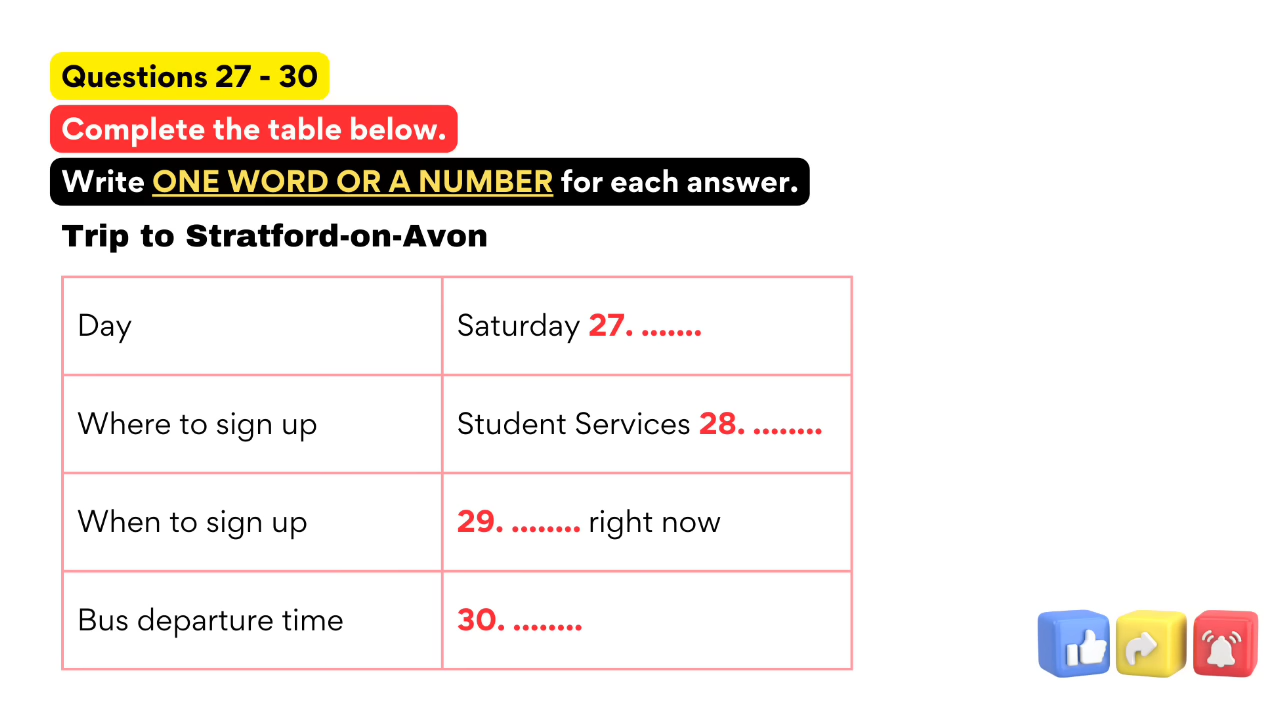 Questions 27 - 30
Complete the table below.
Write ONE WORD OR A NUMBER for each answer.
Trip to Stratford-on-Avon
Day
Saturday 27. .......
Where to sign up
Student Services 28. ........
When to sign up
29. ........ right now
Bus departure time
30. ........